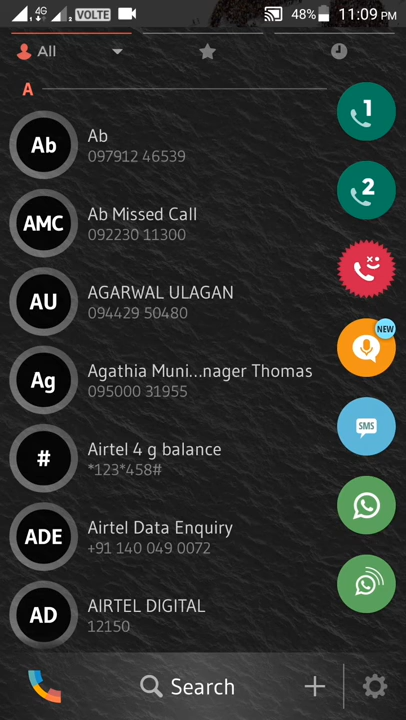 4G
VOLTE
48%
11:09 PM
All
A
Ab
Ab
097912 46539
1
AMC
Ab Missed Call
092230 11300
2
AU
AGARWAL ULAGAN
094429 50480
NEW
Ag
Agathia Muni...nager Thomas
095000 31955
#
Airtel 4 g balance
*123*458#
SMS
ADE
Airtel Data Enquiry
+91 140 049 0072
AD
AIRTEL DIGITAL
12150
Search